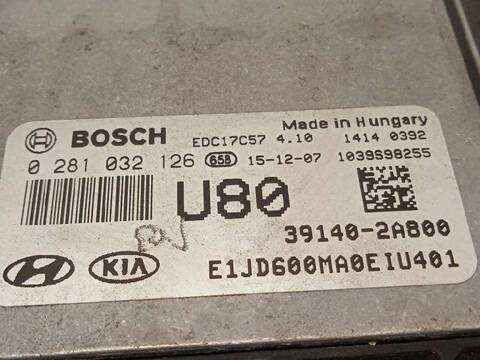 Made in Hungary
BOSCH EDC17C57 4.10 1414 0392
0 281 032 126 658 15-12-07 1039S98255
U80
39140-2A800
KIA E1JD600MA0EIU401